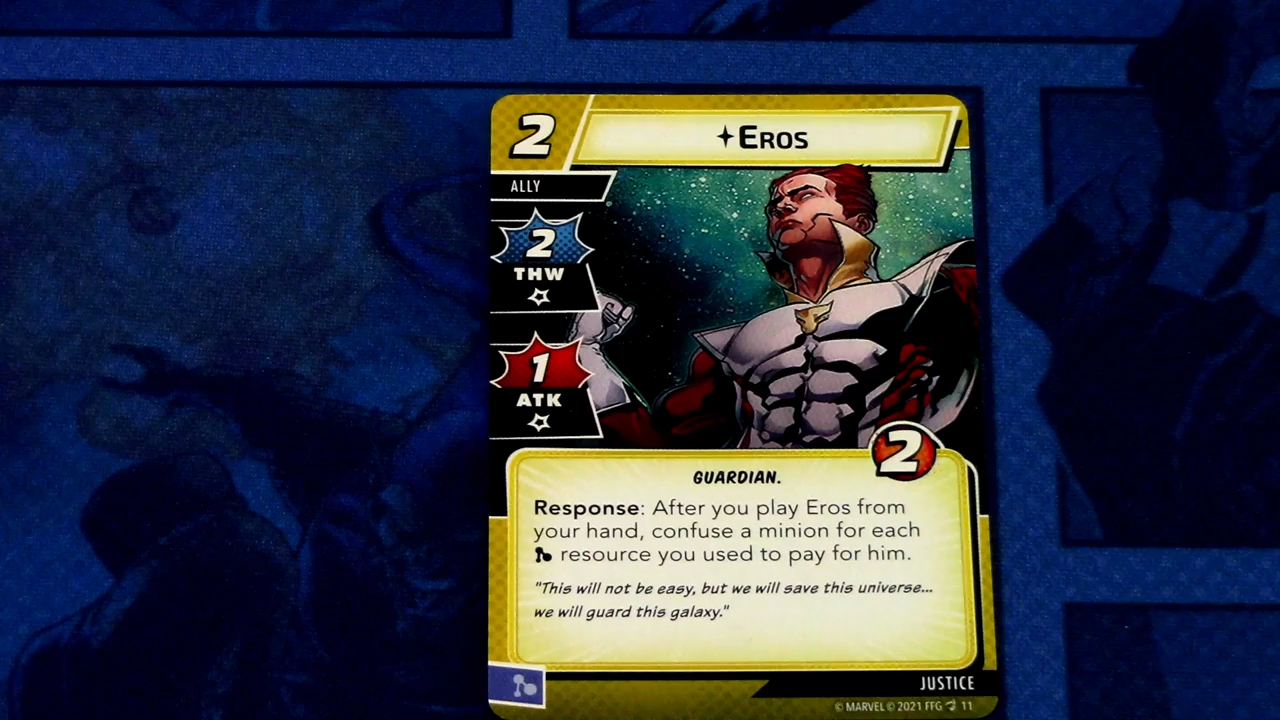 2
EROS
ALLY
2
THW
1
ATK
2
GUARDIAN.
Response: After you play Eros from
your hand, confuse a minion for each
resource you used to pay for him.
"This will not be easy, but we will save this universe...
we will guard this galaxy."
JUSTICE
© MARVEL © 2021 FFG 11